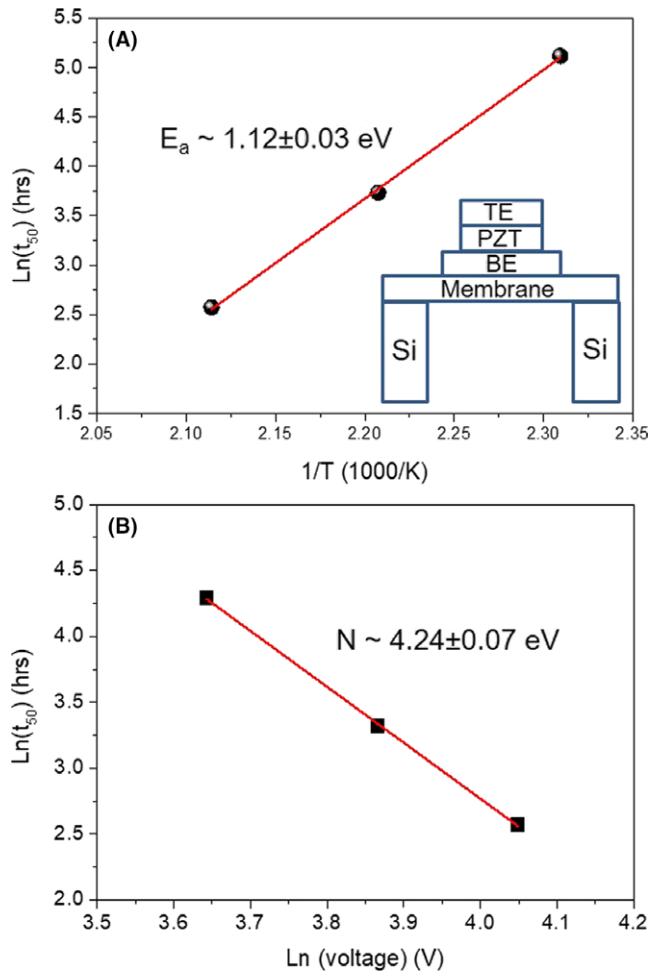 (A)
5.5
5.0
4.5
4.0
3.5
3.0
2.5
2.0
1.5
Ln(t50) (hrs)
Ea ~ 1.12±0.03 eV
TE
PZT
BE
Membrane
Si Si
2.05 2.10 2.15 2.20 2.25 2.30 2.35
1/T (1000/K)
(B)
5.0
4.5
4.0
3.5
3.0
2.5
2.0
Ln(t50) (hrs)
N ~ 4.24±0.07 eV
3.5 3.6 3.7 3.8 3.9 4.0 4.1 4.2
Ln (voltage) (V)